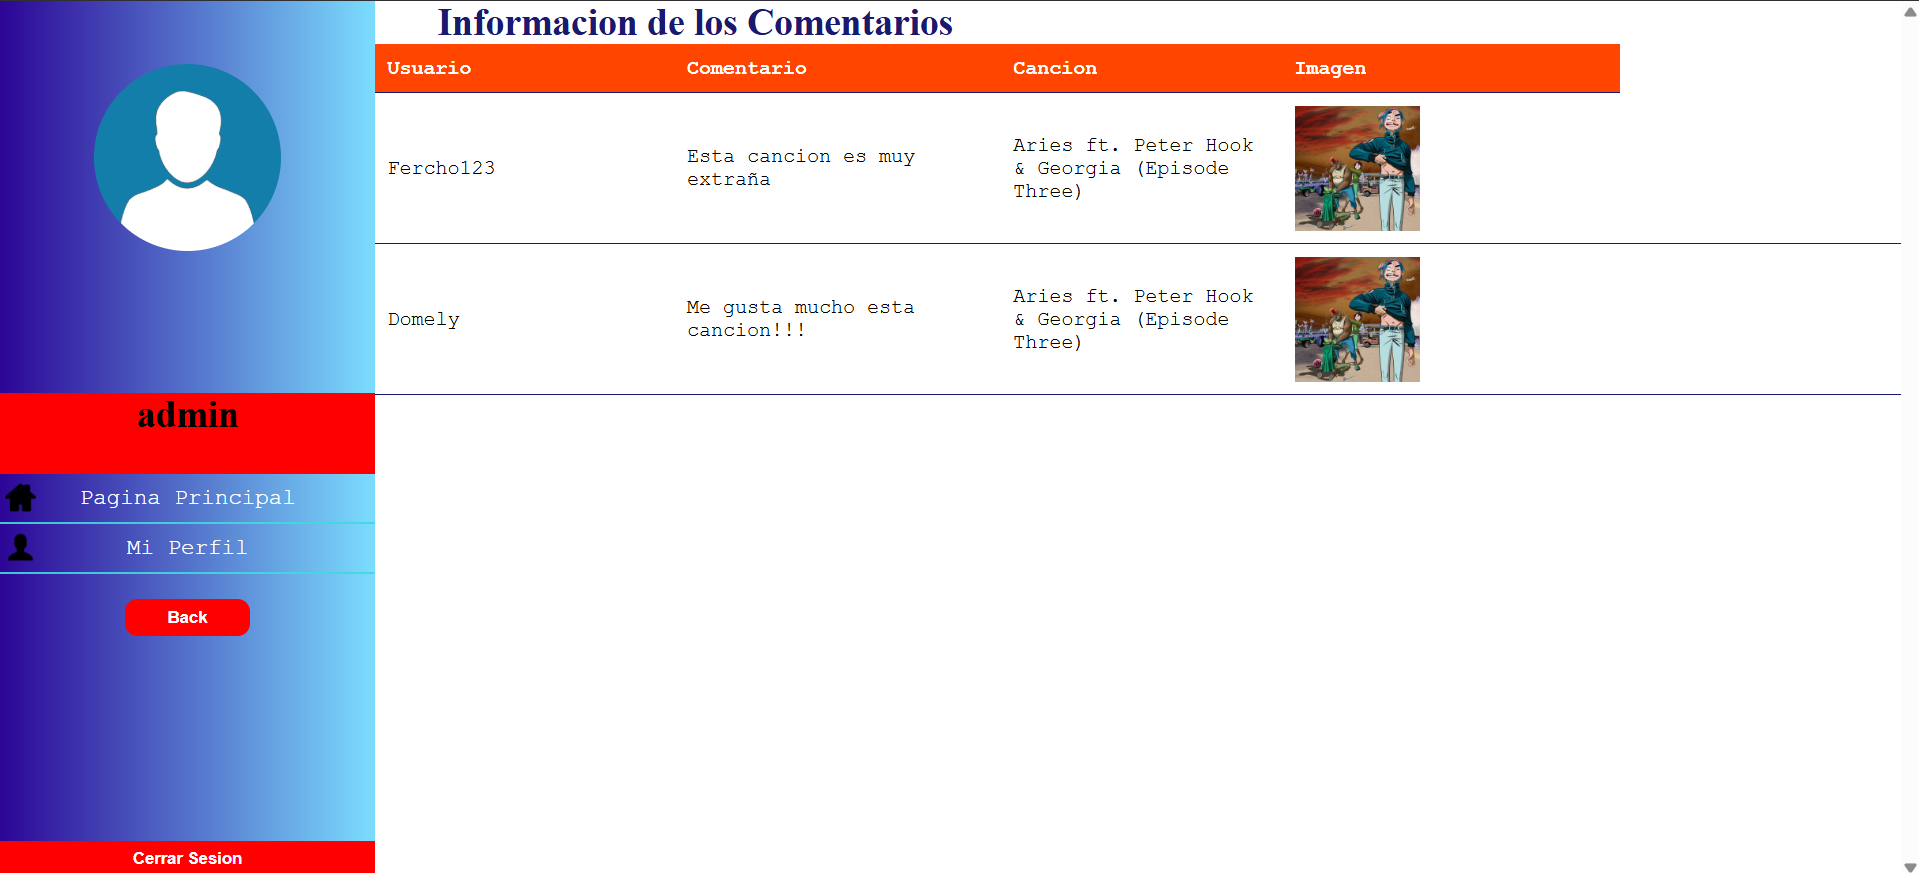 Informacion de los Comentarios
Usuario Comentario Cancion Imagen
Fercho123
Esta cancion es muy
extraña
Aries ft. Peter Hook
& Georgia (Episode
Three)
Domely
Me gusta mucho esta
cancion!!!
Aries ft. Peter Hook
& Georgia (Episode
Three)
admin
Pagina Principal
Mi Perfil
Back
Cerrar Sesion